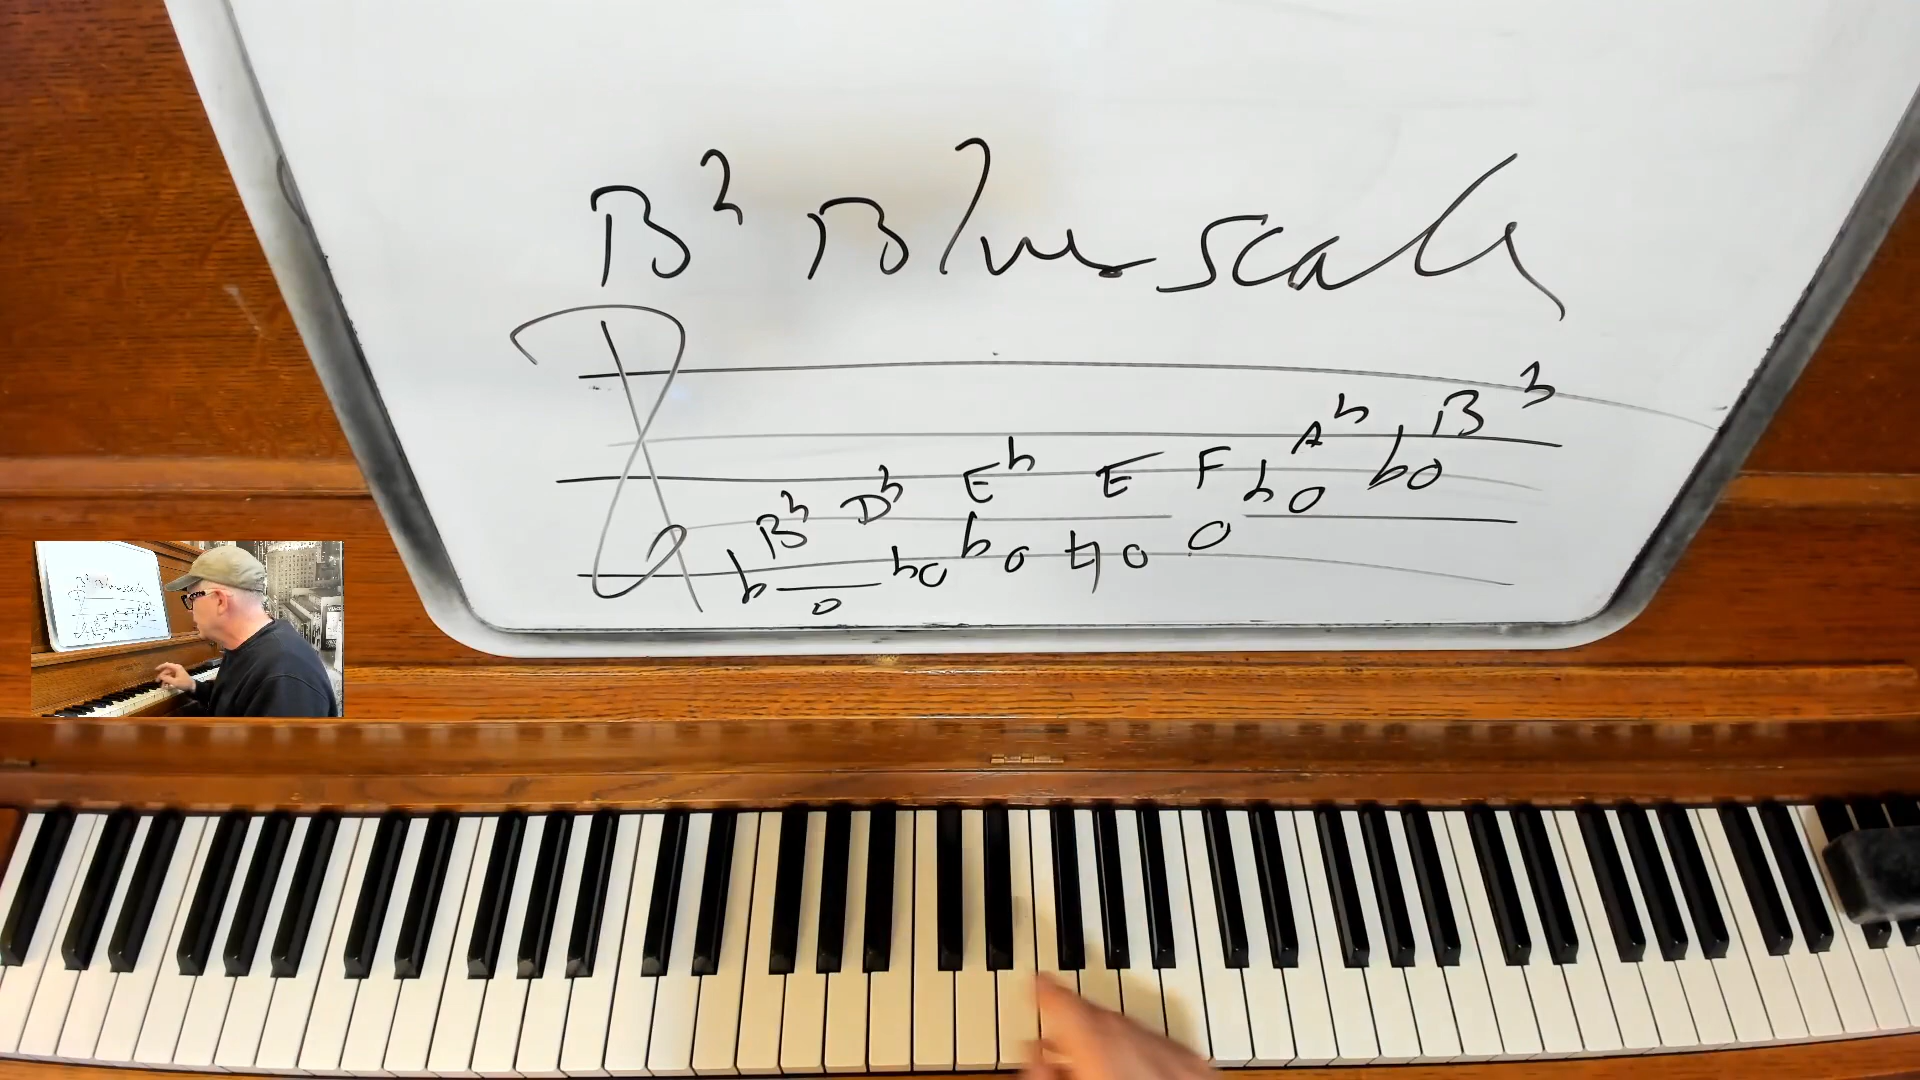 B♭ Blues scale
B♭ D♭ E♭ E F A♭ B♭